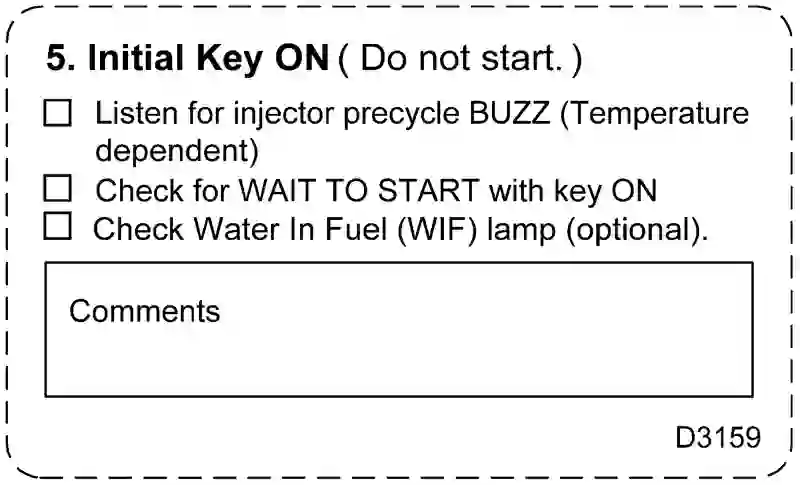 5. Initial Key ON ( Do not start. )
Listen for injector precycle BUZZ (Temperature
dependent)
Check for WAIT TO START with key ON
Check Water In Fuel (WIF) lamp (optional).
Comments
D3159